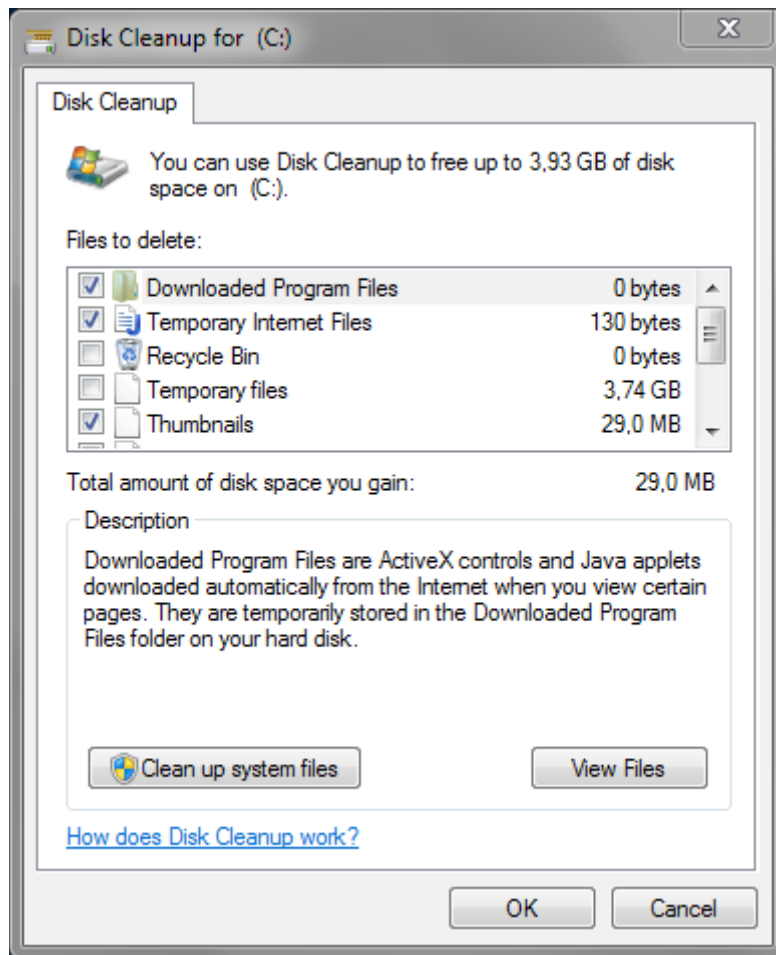 Disk Cleanup for (C:)
Disk Cleanup
You can use Disk Cleanup to free up to 3,93 GB of disk
space on (C:).
Files to delete:
Downloaded Program Files 0 bytes
Temporary Internet Files 130 bytes
Recycle Bin 0 bytes
Temporary files 3,74 GB
Thumbnails 29,0 MB
Total amount of disk space you gain: 29,0 MB
Description
Downloaded Program Files are ActiveX controls and Java applets
downloaded automatically from the Internet when you view certain
pages. They are temporarily stored in the Downloaded Program
Files folder on your hard disk.
Clean up system files View Files
How does Disk Cleanup work?
OK Cancel